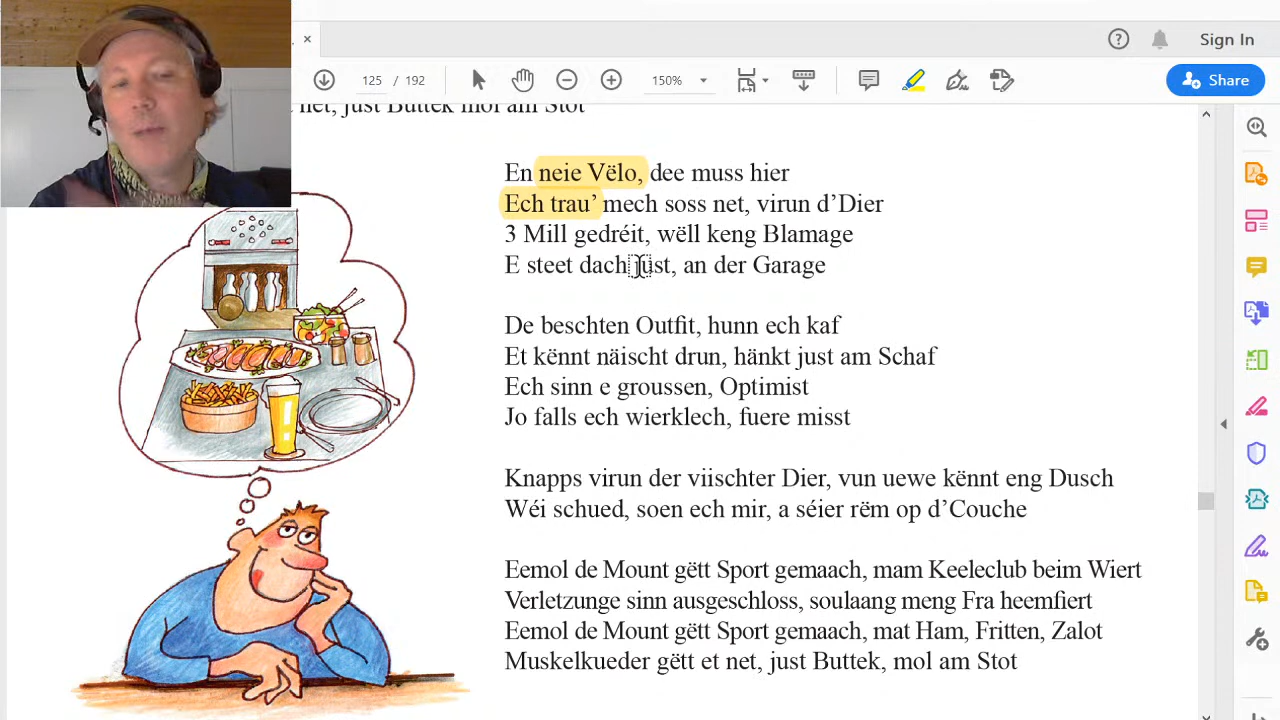 Sign In
125 / 192
150%
Share
net, just Buttek mol am Stot
En neie Vëlo, dee muss hier
Ech trau’ mech soss net, virun d’Dier
3 Mill gedréit, wëll keng Blamage
E steet dach just, an der Garage
De beschten Outfit, hunn ech kaf
Et kënnt näischt drun, hänkt just am Schaf
Ech sinn e groussen, Optimist
Jo falls ech wierklech, fuere misst
Knapps virun der viischter Dier, vun uewe kënnt eng Dusch
Wéi schued, soen ech mir, a séier rëm op d’Couche
Eemol de Mount gëtt Sport gemaach, mam Keeleclub beim Wiert
Verletzunge sinn ausgeschloss, soulaang meng Fra heemfiert
Eemol de Mount gëtt Sport gemaach, mat Ham, Fritten, Zalot
Muskelkueder gëtt et net, just Buttek, mol am Stot